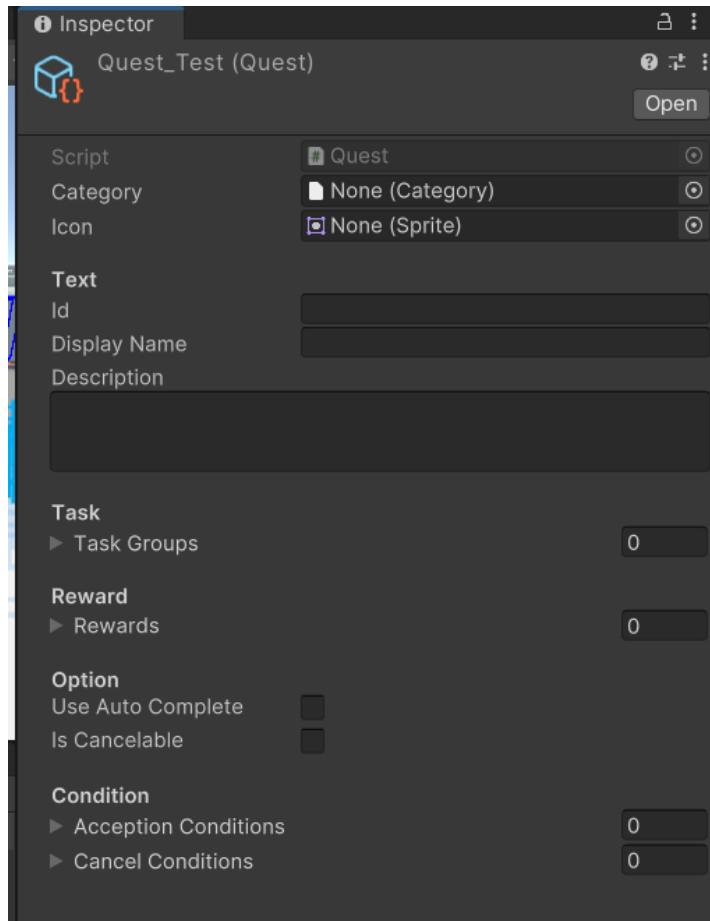 Inspector
Quest_Test (Quest)
Open
Script # Quest
Category None (Category)
Icon None (Sprite)
Text
Id
Display Name
Description
Task
Task Groups 0
Reward
Rewards 0
Option
Use Auto Complete
Is Cancelable
Condition
Acception Conditions 0
Cancel Conditions 0